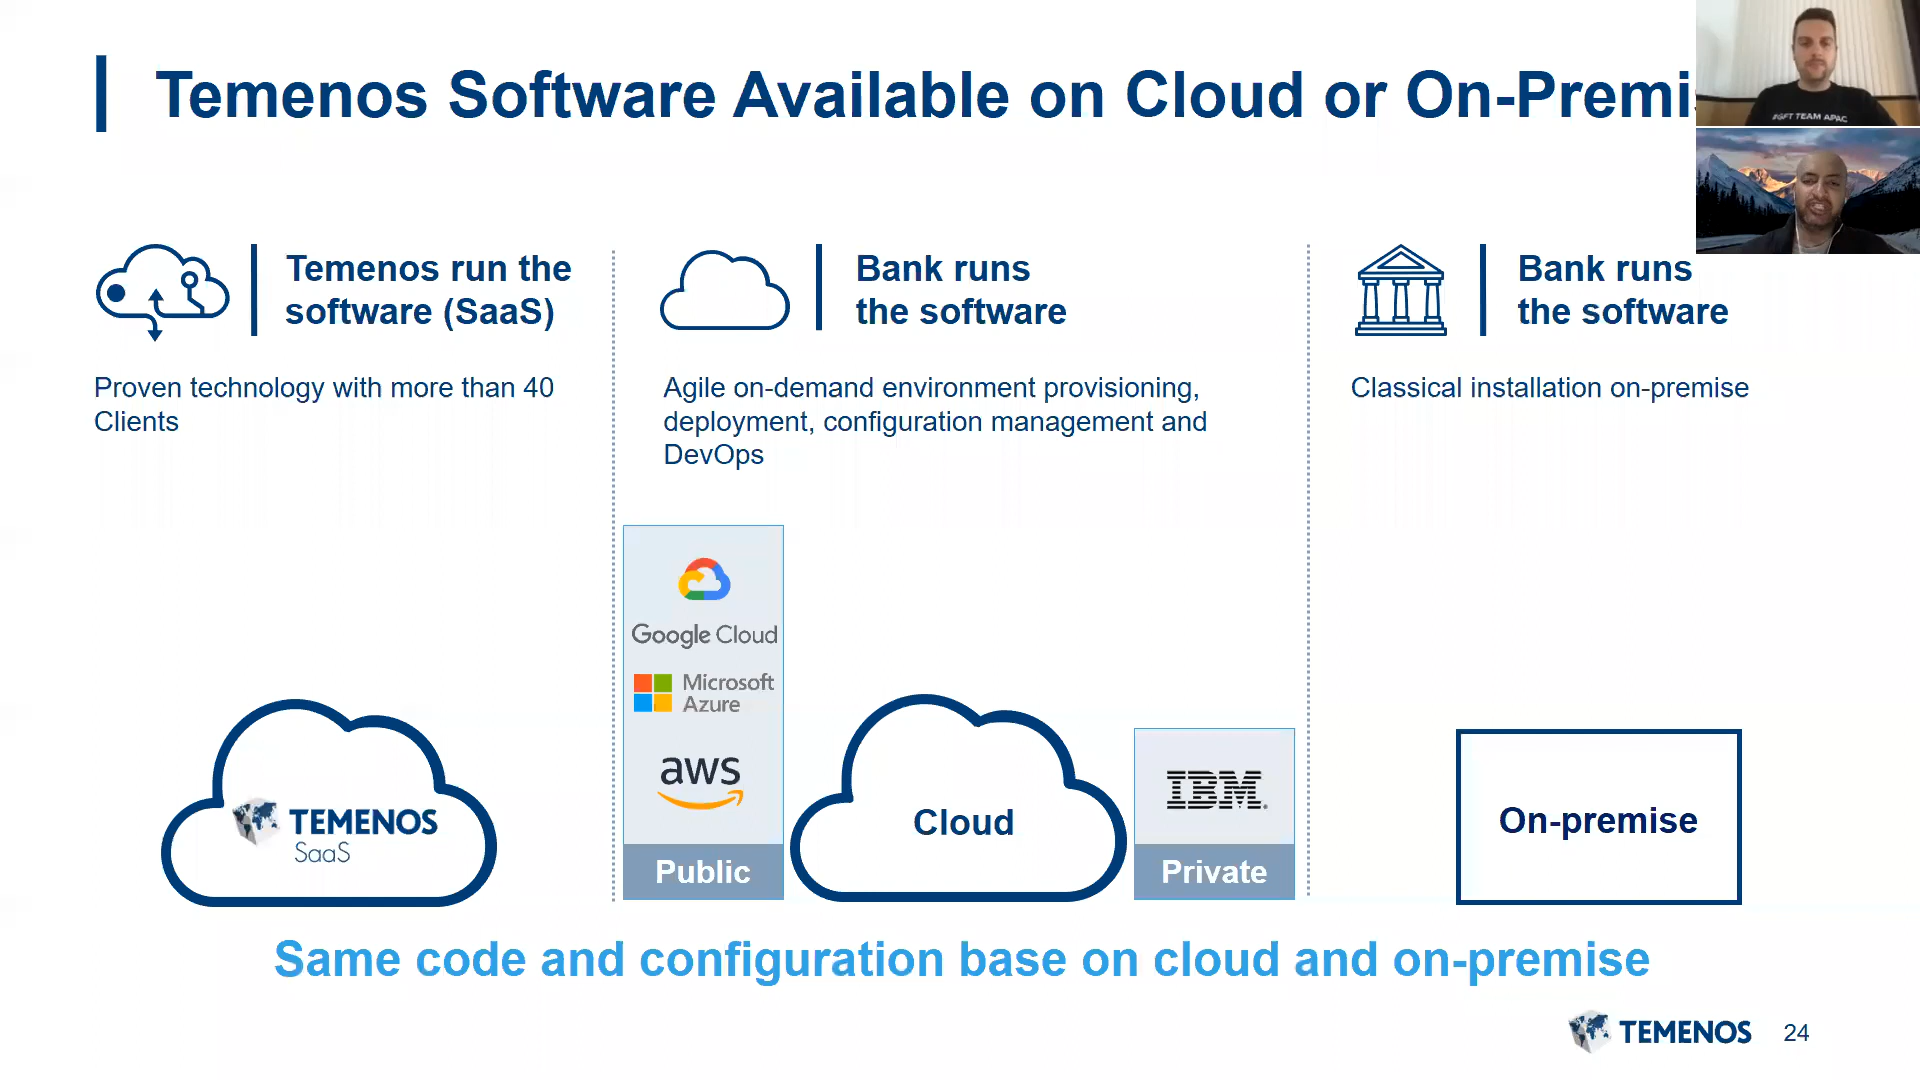 Temenos Software Available on Cloud or On-Premi
#GFT TEAM APAC
Temenos run the
software (SaaS)
Proven technology with more than 40
Clients
Bank runs
the software
Agile on-demand environment provisioning,
deployment, configuration management and
DevOps
Bank runs
the software
Classical installation on-premise
Google Cloud
Microsoft
Azure
aws
Public
Cloud
IBM
Private
TEMENOS
SaaS
On-premise
Same code and configuration base on cloud and on-premise
TEMENOS
24